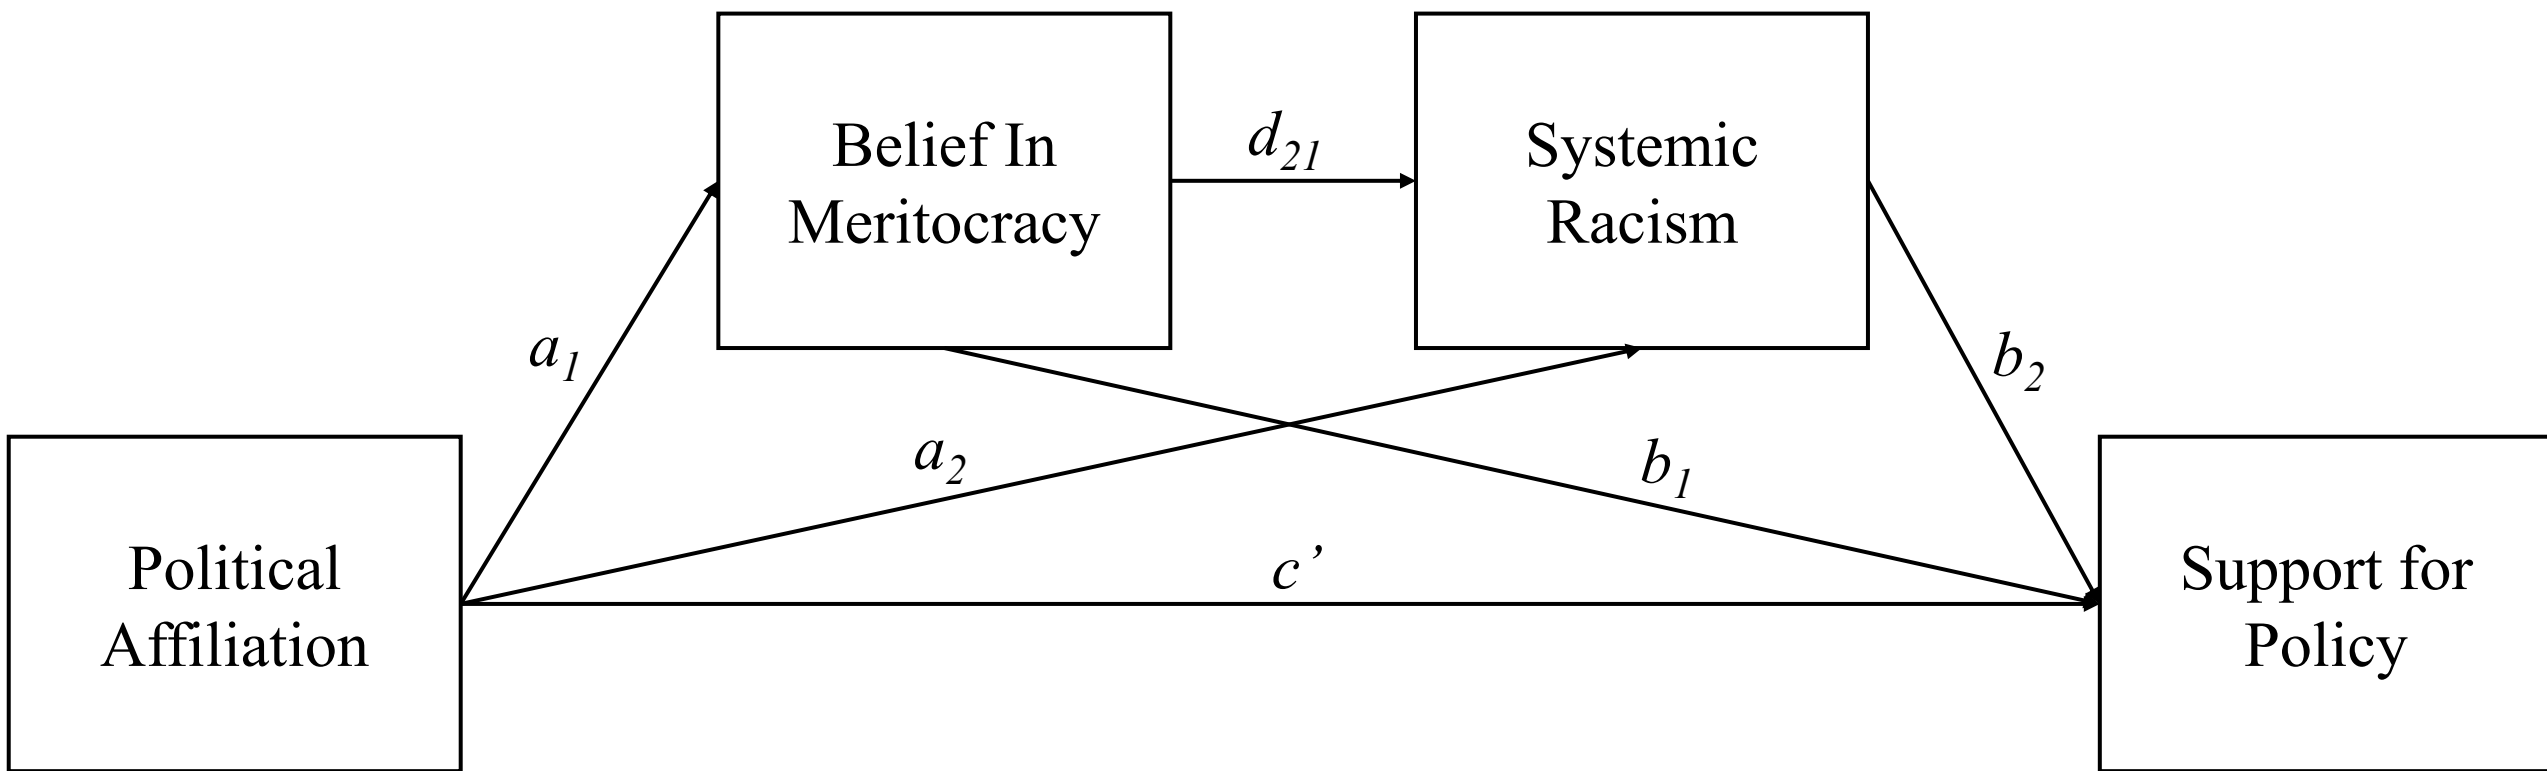 Belief In
Meritocracy
d21
Systemic
Racism
a1
b2
a2
b1
c’
Political
Affiliation
Support for
Policy